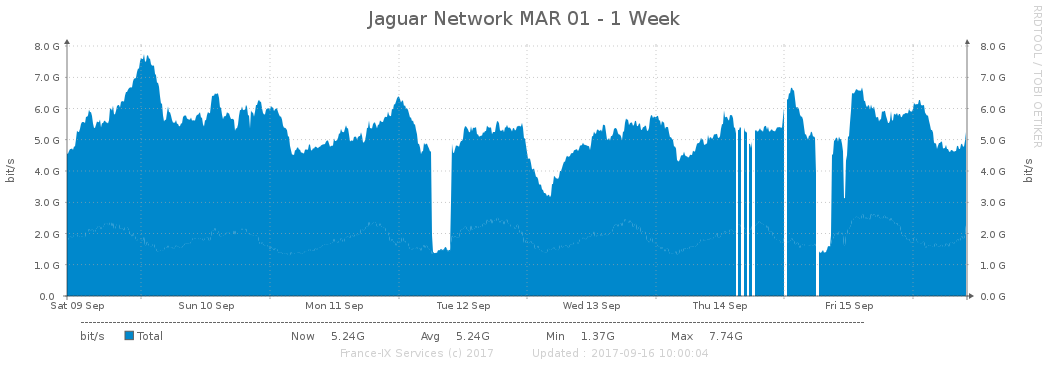 Jaguar Network MAR 01 - 1 Week
RRDTOOL / TOBI OETIKER
bit/s
8.0 G 8.0 G
7.0 G 7.0 G
6.0 G 6.0 G
5.0 G 5.0 G
4.0 G 4.0 G
3.0 G 3.0 G
2.0 G 2.0 G
1.0 G 1.0 G
0.0 0.0 G
bit/s
Sat 09 Sep Sun 10 Sep Mon 11 Sep Tue 12 Sep Wed 13 Sep Thu 14 Sep Fri 15 Sep
bit/s Total Now 5.24G Avg 5.24G Min 1.37G Max 7.74G
France-IX Services (c) 2017 Updated : 2017-09-16 10:00:04